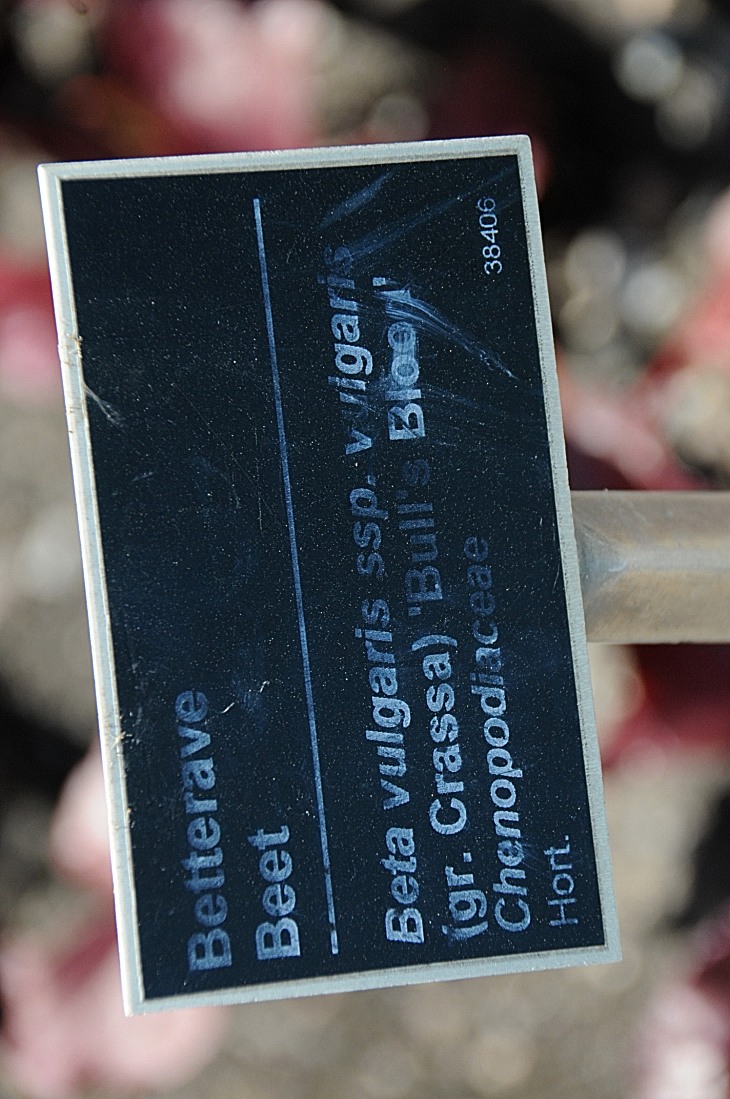 Betterave
Beet
Beta vulgaris ssp. vulgaris
(gr. Crassa) 'Bull's Blood'
Chenopodiaceae
Hort.
38406